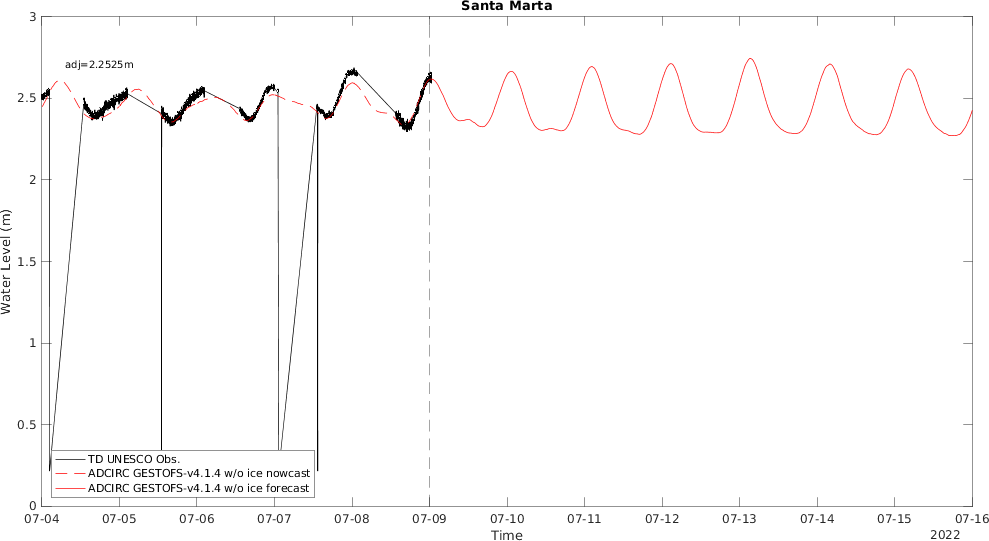 Santa Marta
3
adj=2.2525m
2.5
2
1.5
1
0.5
0
Water Level (m)
TD UNESCO Obs.
ADCIRC GESTOFS-v4.1.4 w/o ice nowcast
ADCIRC GESTOFS-v4.1.4 w/o ice forecast
07-04 07-05 07-06 07-07 07-08 07-09 07-10 07-11 07-12 07-13 07-14 07-15 07-16
Time
2022